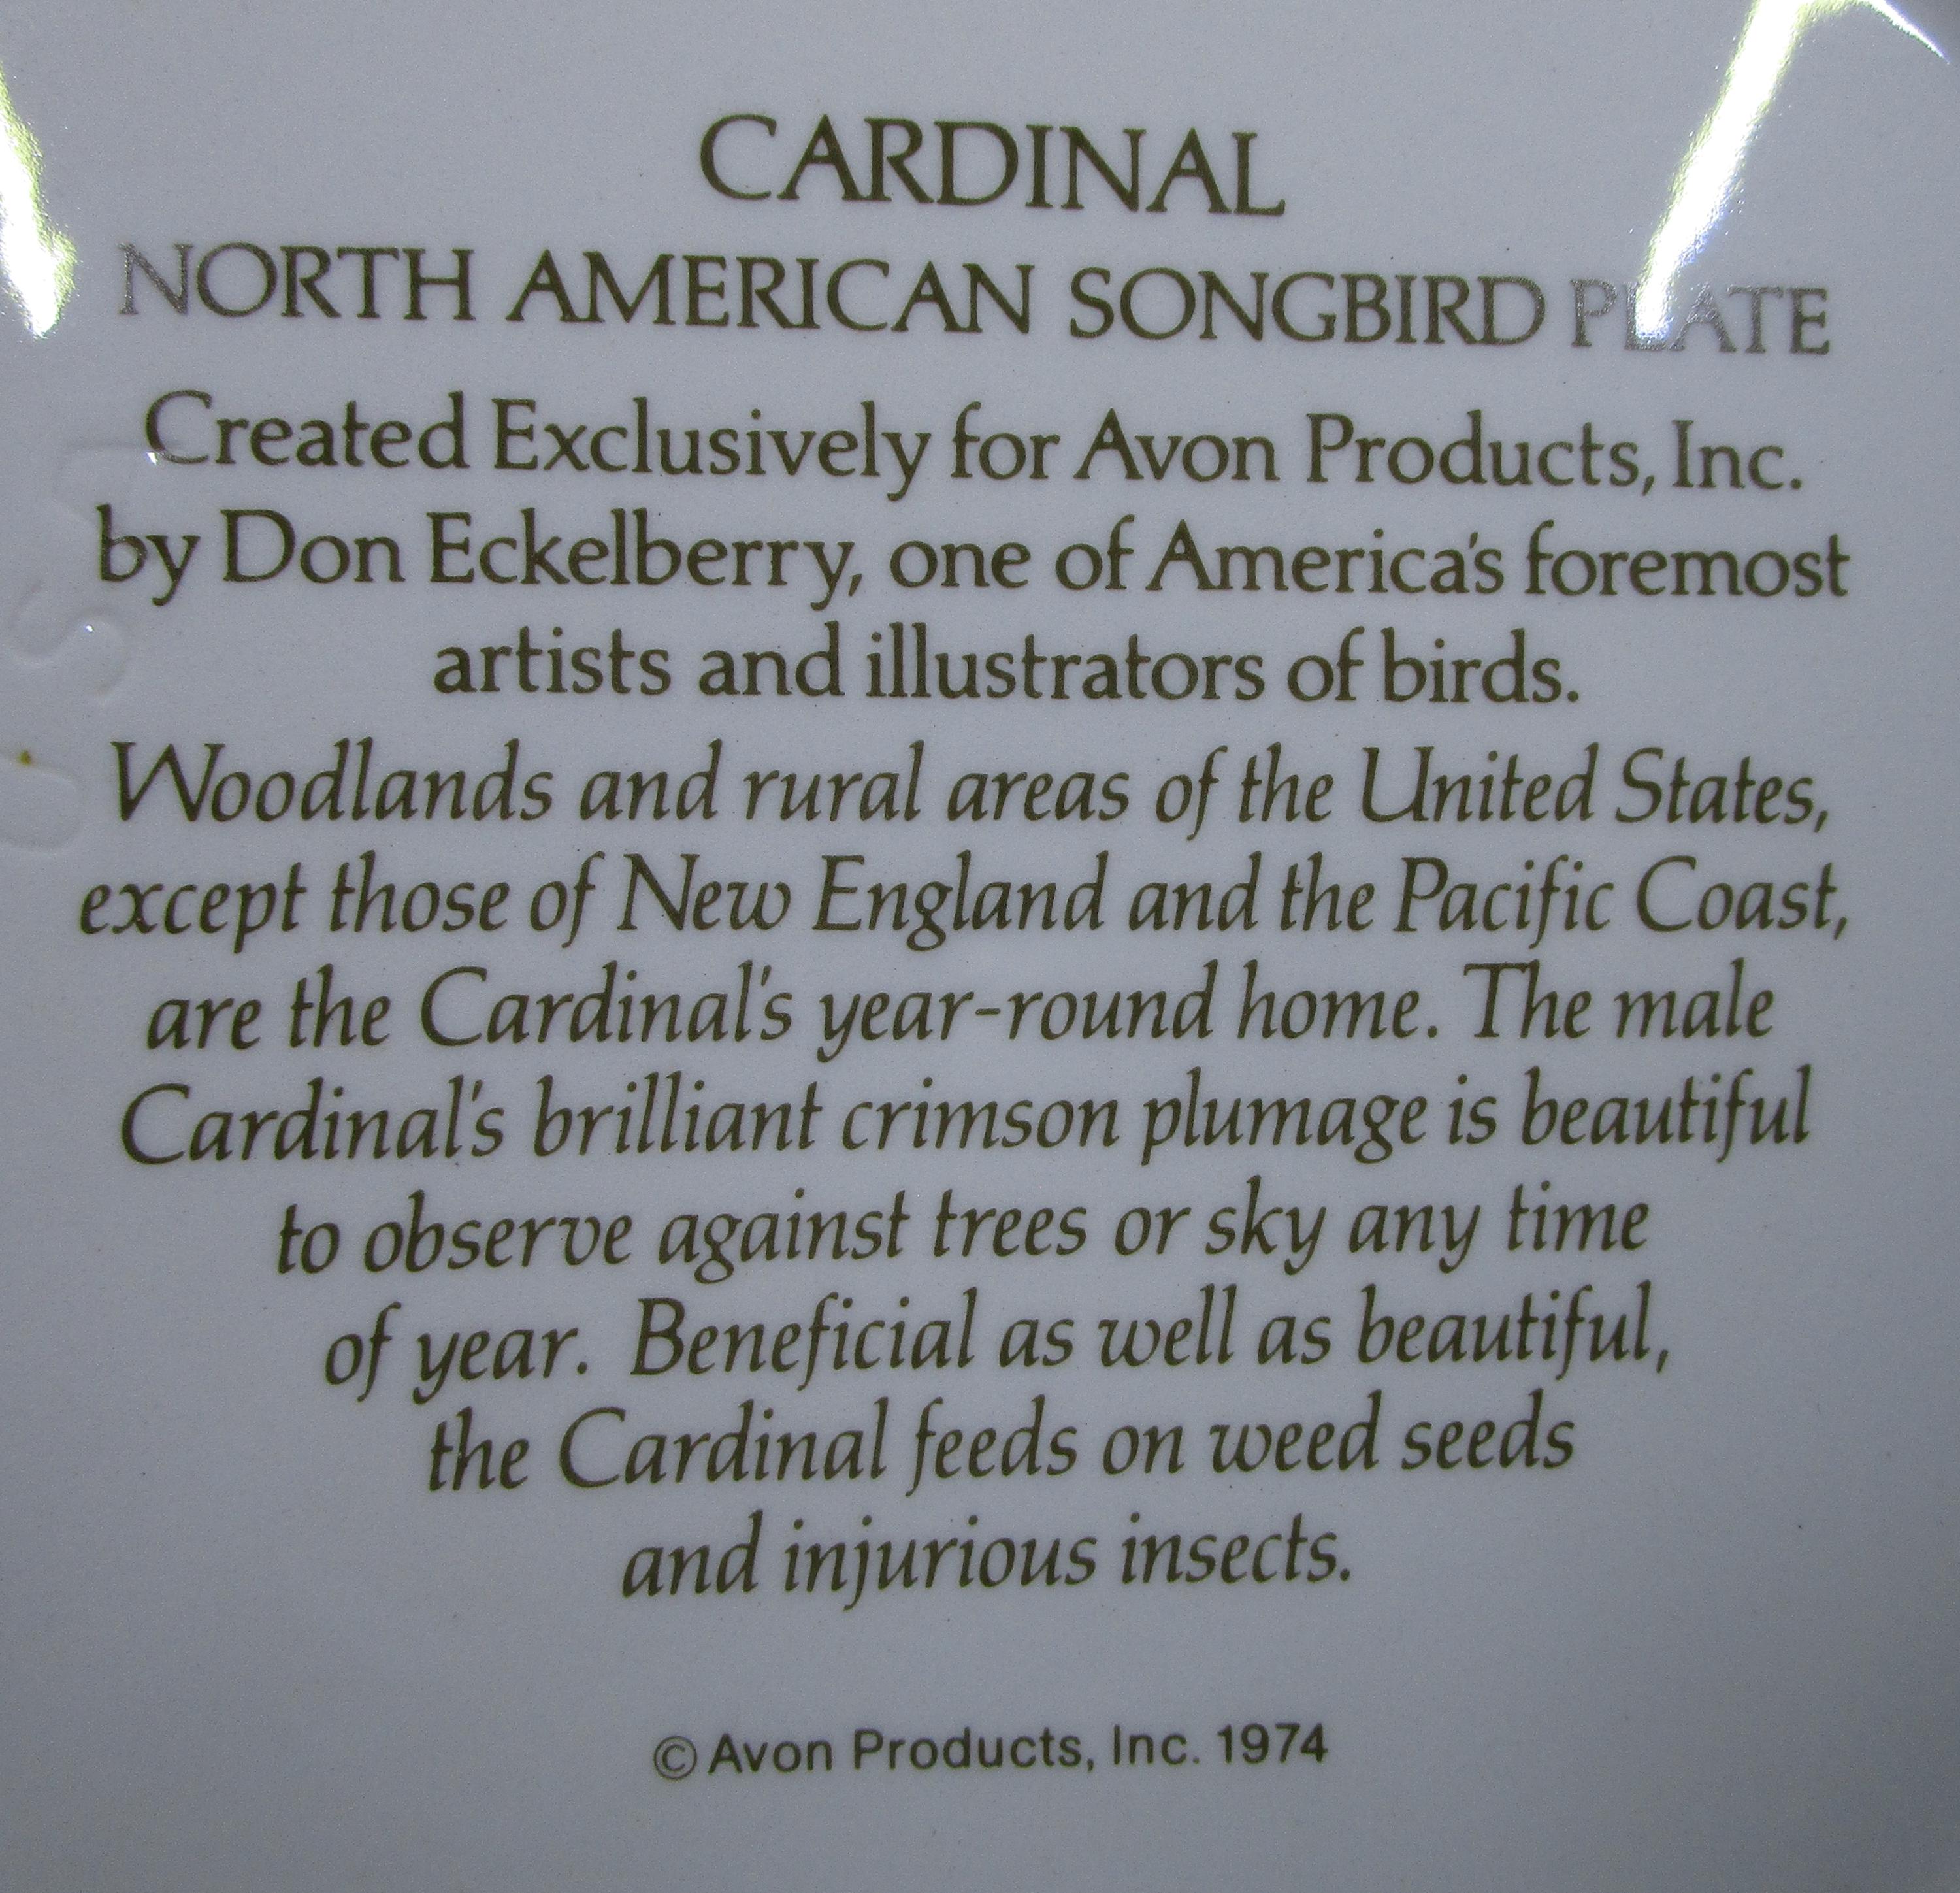 CARDINAL
NORTH AMERICAN SONGBIRD PLATE
Created Exclusively for Avon Products, Inc.
by Don Eckelberry, one of America's foremost
artists and illustrators of birds.
Woodlands and rural areas of the United States,
except those of New England and the Pacific Coast,
are the Cardinal's year-round home. The male
Cardinal's brilliant crimson plumage is beautiful
to observe against trees or sky any time
of year. Beneficial as well as beautiful,
the Cardinal feeds on weed seeds
and injurious insects.
© Avon Products, Inc. 1974